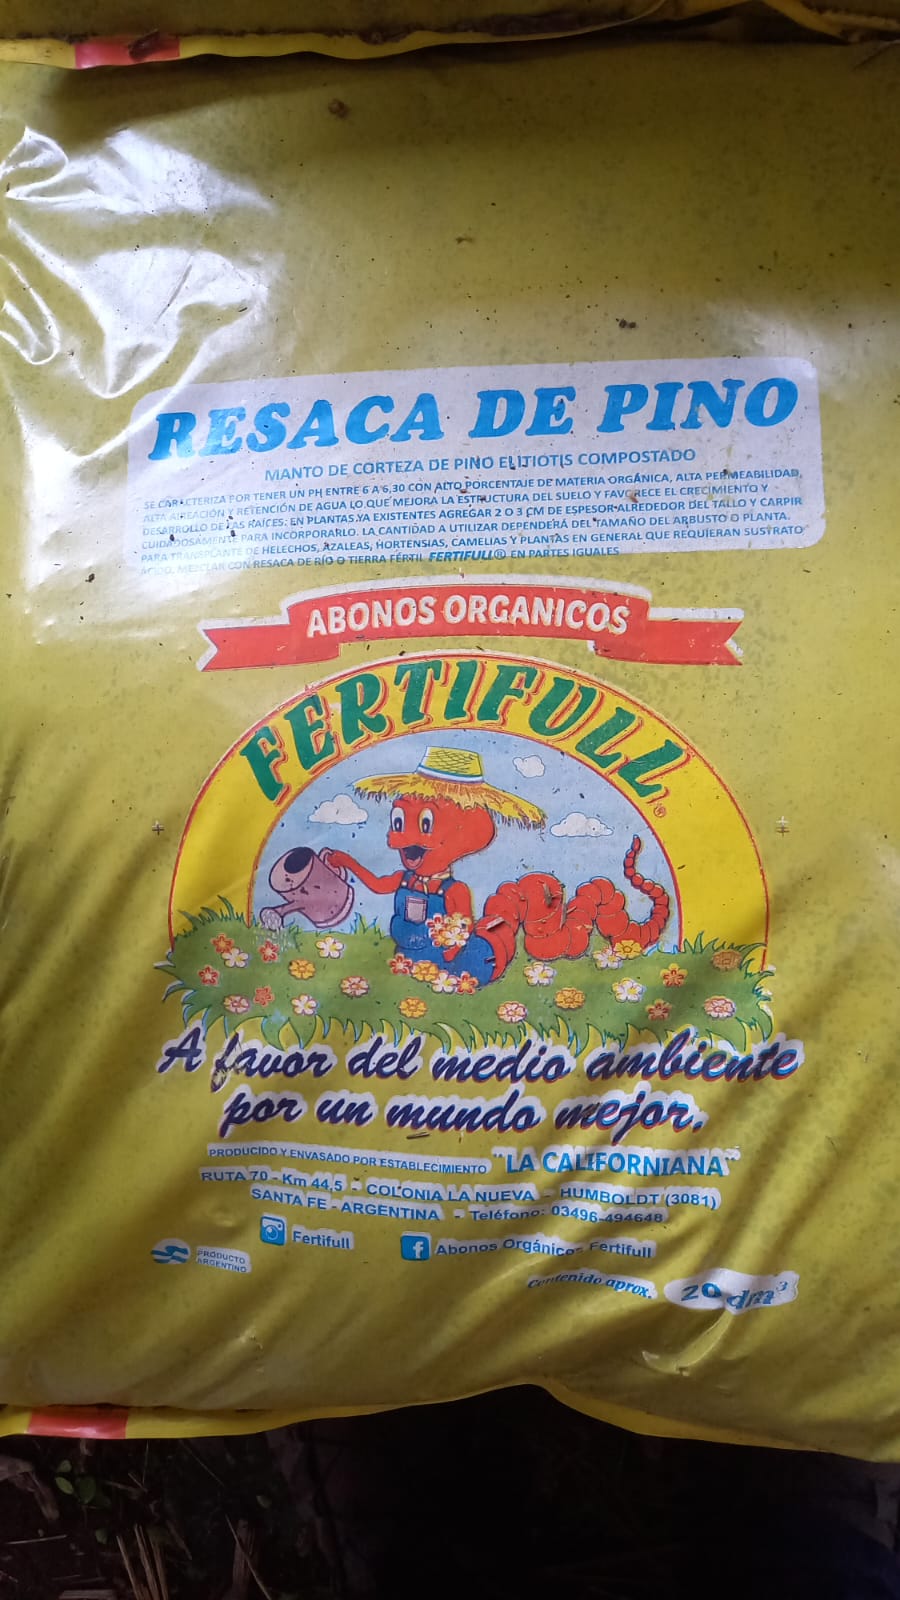 RESACA DE PINO
MANTO DE CORTEZA DE PINO ELITIOTIS COMPOSTADO
SE CARACTERIZA POR TENER UN PH ENTRE 6 A 6,30 CON ALTO PORCENTAJE DE MATERIA ORGÁNICA, ALTA PERMEABILIDAD,
ALTA AIREACIÓN Y RETENCIÓN DE AGUA LO QUE MEJORA LA ESTRUCTURA DEL SUELO Y FAVORECE EL CRECIMIENTO Y
DESARROLLO DE LAS RAÍCES: EN PLANTAS YA EXISTENTES AGREGAR 2 O 3 CM DE ESPESOR ALREDEDOR DEL TALLO Y CARPIR
CUIDADOSAMENTE PARA INCORPORARLO. LA CANTIDAD A UTILIZAR DEPENDERÁ DEL TAMAÑO DEL ARBUSTO O PLANTA.
PARA TRANSPLANTE DE HELECHOS, AZALEAS, HORTENSIAS, CAMELIAS Y PLANTAS EN GENERAL QUE REQUIERAN SUSTRATO
ÁCIDO, MEZCLAR CON RESACA DE RÍO O TIERRA FÉRTIL FERTIFULL® EN PARTES IGUALES
ABONOS ORGANICOS
FERTIFULL®
A favor del medio ambiente
por un mundo mejor.
PRODUCIDO Y ENVASADO POR ESTABLECIMIENTO "LA CALIFORNIANA"
RUTA 70 - Km 44,5 - COLONIA LA NUEVA - HUMBOLDT (3081)
SANTA FE - ARGENTINA - Teléfono: 03496-494648
Fertifull
f Abonos Orgánicos Fertifull
PRODUCTO
ARGENTINO
Contenido aprox. 20 dm³